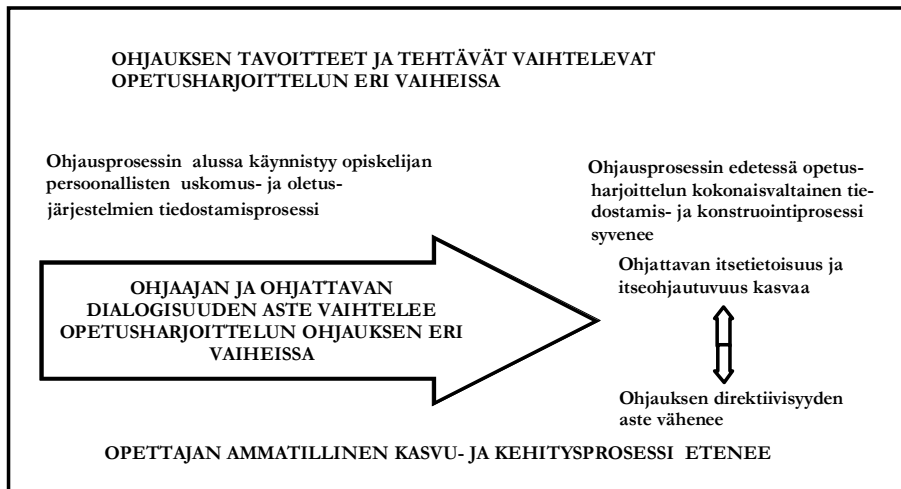 OHJAUKSEN TAVOITTEET JA TEHTÄVÄT VAIHTELEVAT
OPETUSHARJOITTELUN ERI VAIHEISSA
Ohjausprosessin alussa käynnistyy opiskelijan
persoonallisten uskomus- ja oletus-
järjestelmien tiedostamisprosessi
OHJAAJAN JA OHJATTAVAN
DIALOGISUUDEN ASTE VAIHTELEE
OPETUSHARJOITTELUN OHJAUKSEN ERI
VAIHEISSA
Ohjausprosessin edetessä opetus-
harjoittelun kokonaisvaltainen tie-
dostamis- ja konstruointiprosessi
syvenee
Ohjattavan itsetietoisuus ja
itseohjautuvuus kasvaa
Ohjauksen direktiivisyyden
aste vähenee
OPETTAJAN AMMATILLINEN KASVU- JA KEHITYSPROSESSI ETENEE